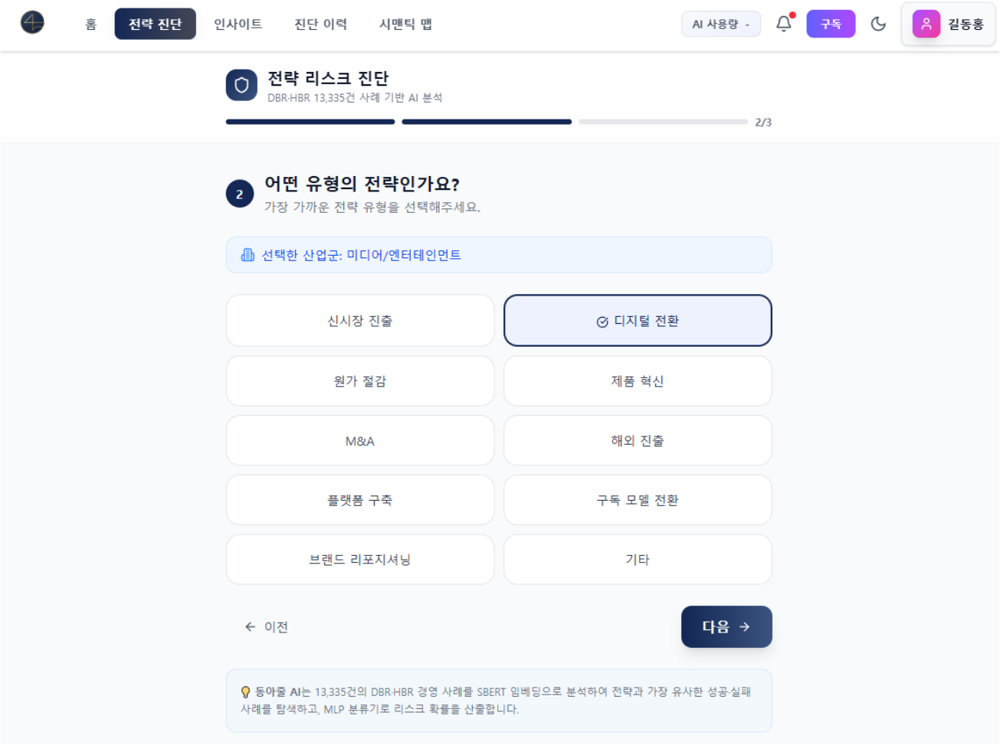 홈
전략 진단
인사이트
진단 이력
시맨틱 맵
AI 사용량 -
구독
길동홍
전략 리스크 진단
DBR·HBR 13,335건 사례 기반 AI 분석
2/3
2
어떤 유형의 전략인가요?
가장 가까운 전략 유형을 선택해주세요.
선택한 산업군: 미디어/엔터테인먼트
신시장 진출
디지털 전환
원가 절감
제품 혁신
M&A
해외 진출
플랫폼 구축
구독 모델 전환
브랜드 리포지셔닝
기타
← 이전
다음 →
동아줄 AI는 13,335건의 DBR·HBR 경영 사례를 SBERT 임베딩으로 분석하여 전략과 가장 유사한 성공·실패
사례를 탐색하고, MLP 분류기로 리스크 확률을 산출합니다.